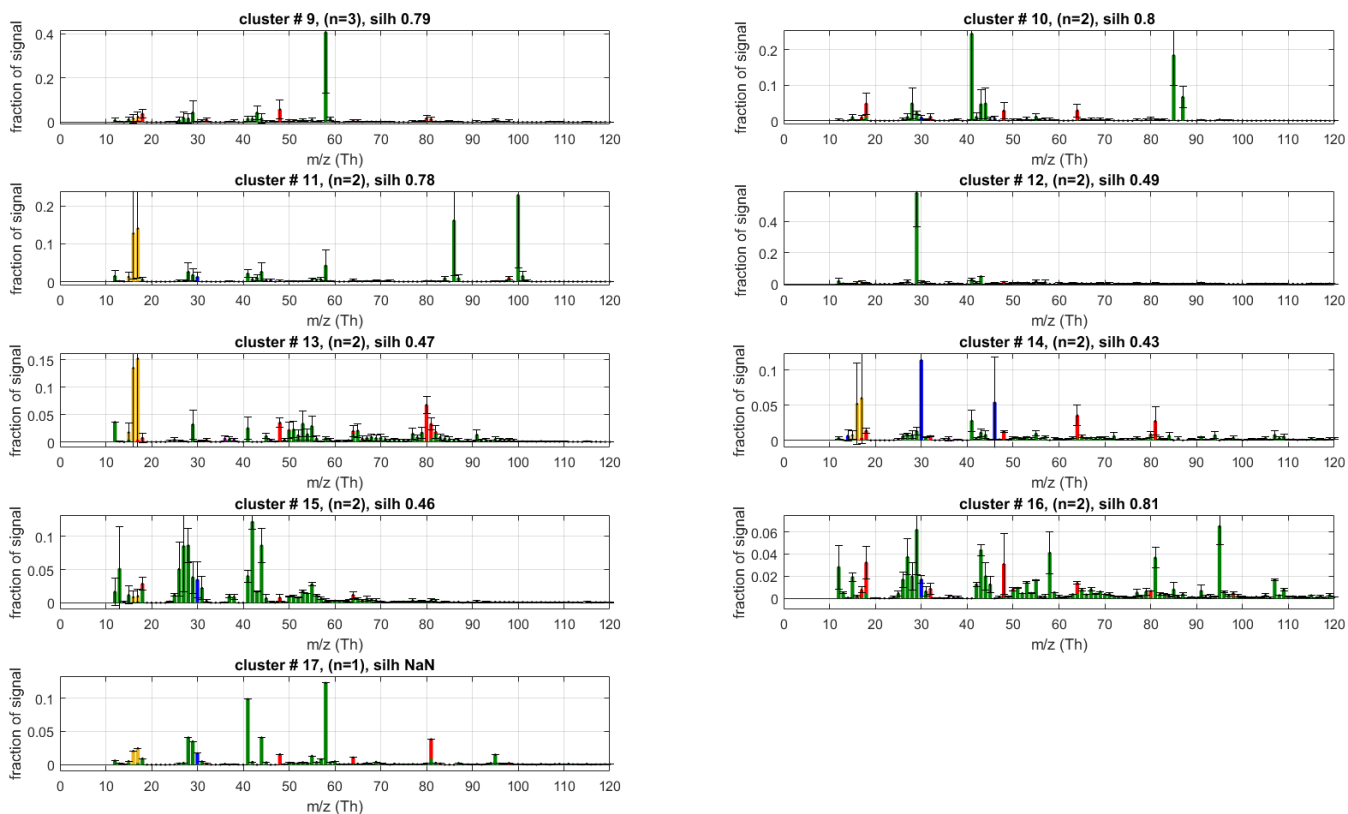 cluster # 9, (n=3), silh 0.79
fraction of signal
0.4
0.2
0
0 10 20 30 40 50 60 70 80 90 100 110 120
m/z (Th)
cluster # 10, (n=2), silh 0.8
fraction of signal
0.2
0.1
0
0 10 20 30 40 50 60 70 80 90 100 110 120
m/z (Th)
cluster # 11, (n=2), silh 0.78
fraction of signal
0.2
0.1
0
0 10 20 30 40 50 60 70 80 90 100 110 120
m/z (Th)
cluster # 12, (n=2), silh 0.49
fraction of signal
0.4
0.2
0
0 10 20 30 40 50 60 70 80 90 100 110 120
m/z (Th)
cluster # 13, (n=2), silh 0.47
fraction of signal
0.15
0.1
0.05
0
0 10 20 30 40 50 60 70 80 90 100 110 120
m/z (Th)
cluster # 14, (n=2), silh 0.43
fraction of signal
0.1
0.05
0
0 10 20 30 40 50 60 70 80 90 100 110 120
m/z (Th)
cluster # 15, (n=2), silh 0.46
fraction of signal
0.1
0.05
0
0 10 20 30 40 50 60 70 80 90 100 110 120
m/z (Th)
cluster # 16, (n=2), silh 0.81
fraction of signal
0.06
0.04
0.02
0
0 10 20 30 40 50 60 70 80 90 100 110 120
m/z (Th)
cluster # 17, (n=1), silh NaN
fraction of signal
0.1
0.05
0
0 10 20 30 40 50 60 70 80 90 100 110 120
m/z (Th)